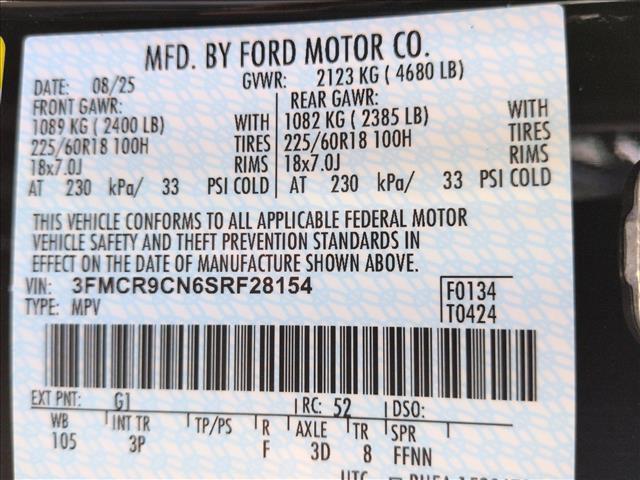 MFD. BY FORD MOTOR CO.
DATE: 08/25 GVWR: 2123 KG ( 4680 LB)
FRONT GAWR: REAR GAWR:
1089 KG ( 2400 LB) WITH 1082 KG ( 2385 LB) WITH
225/60R18 100H TIRES 225/60R18 100H TIRES
18x7.0J RIMS 18x7.0J RIMS
AT 230 kPa/ 33 PSI COLD AT 230 kPa/ 33 PSI COLD
THIS VEHICLE CONFORMS TO ALL APPLICABLE FEDERAL MOTOR
VEHICLE SAFETY AND THEFT PREVENTION STANDARDS IN
EFFECT ON THE DATE OF MANUFACTURE SHOWN ABOVE.
VIN: 3FMCR9CN6SRF28154 F0134
TYPE: MPV T0424
EXT PNT: G1 RC: 52 DSO:
WB INT TR TP/PS R AXLE TR SPR
105 3P F 3D 8 FFNN
UTC